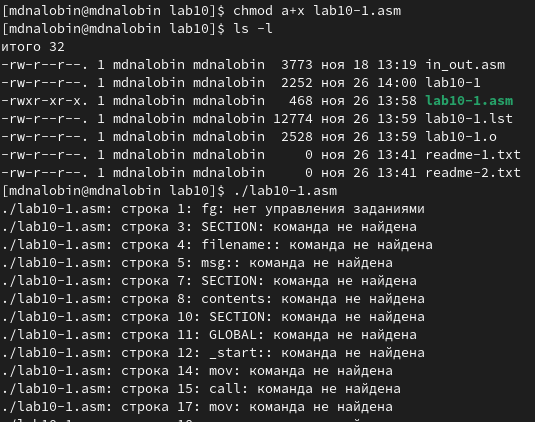 [mdnalobin@mdnalobin lab10]$ chmod a+x lab10-1.asm
[mdnalobin@mdnalobin lab10]$ ls -l
итого 32
-rw-r--r--. 1 mdnalobin mdnalobin  3773 ноя 18 13:19 in_out.asm
-rw-r--r--. 1 mdnalobin mdnalobin  2252 ноя 26 14:00 lab10-1
-rwxr-xr-x. 1 mdnalobin mdnalobin   468 ноя 26 13:58 lab10-1.asm
-rw-r--r--. 1 mdnalobin mdnalobin 12774 ноя 26 13:59 lab10-1.lst
-rw-r--r--. 1 mdnalobin mdnalobin  2528 ноя 26 13:59 lab10-1.o
-rw-r--r--. 1 mdnalobin mdnalobin     0 ноя 26 13:41 readme-1.txt
-rw-r--r--. 1 mdnalobin mdnalobin     0 ноя 26 13:41 readme-2.txt
[mdnalobin@mdnalobin lab10]$ ./lab10-1.asm
./lab10-1.asm: строка 1: fg: нет управления заданиями
./lab10-1.asm: строка 3: SECTION: команда не найдена
./lab10-1.asm: строка 4: filename:: команда не найдена
./lab10-1.asm: строка 5: msg:: команда не найдена
./lab10-1.asm: строка 7: SECTION: команда не найдена
./lab10-1.asm: строка 8: contents: команда не найдена
./lab10-1.asm: строка 10: SECTION: команда не найдена
./lab10-1.asm: строка 11: GLOBAL: команда не найдена
./lab10-1.asm: строка 12: _start:: команда не найдена
./lab10-1.asm: строка 14: mov: команда не найдена
./lab10-1.asm: строка 15: call: команда не найдена
./lab10-1.asm: строка 17: mov: команда не найдена